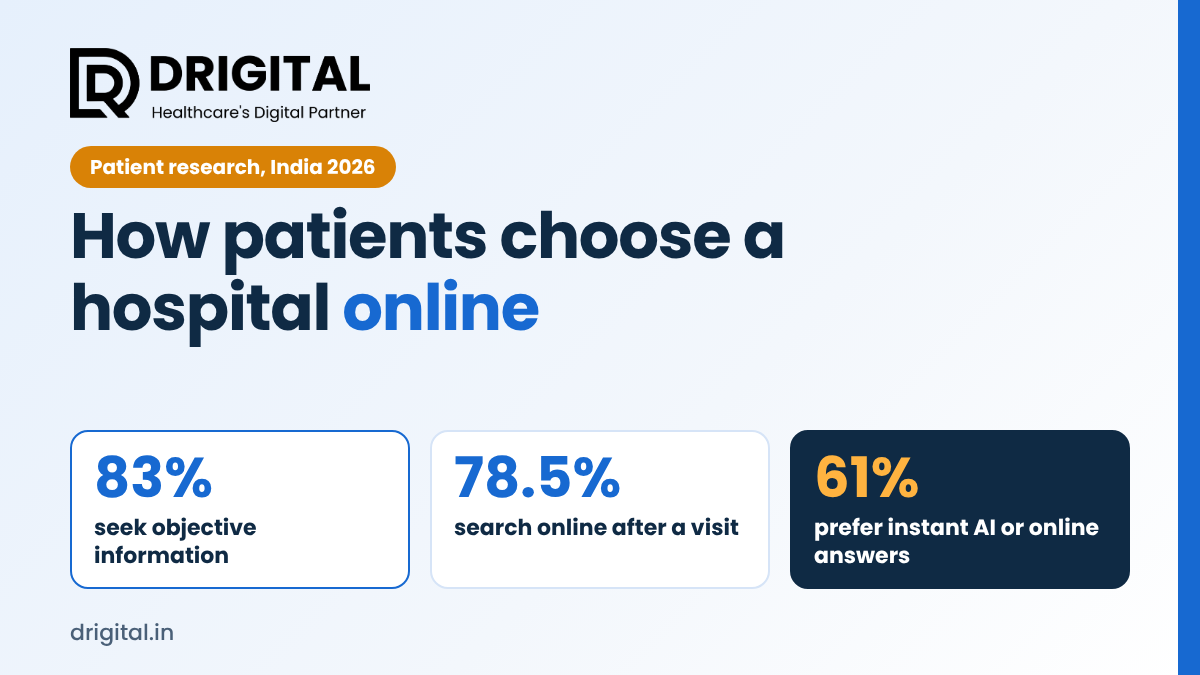 DRIGITAL
Healthcare's Digital Partner
Patient research, India 2026
How patients choose a
hospital online
83%
seek objective
information
78.5%
search online after a visit
61%
prefer instant AI or online
answers
drigital.in